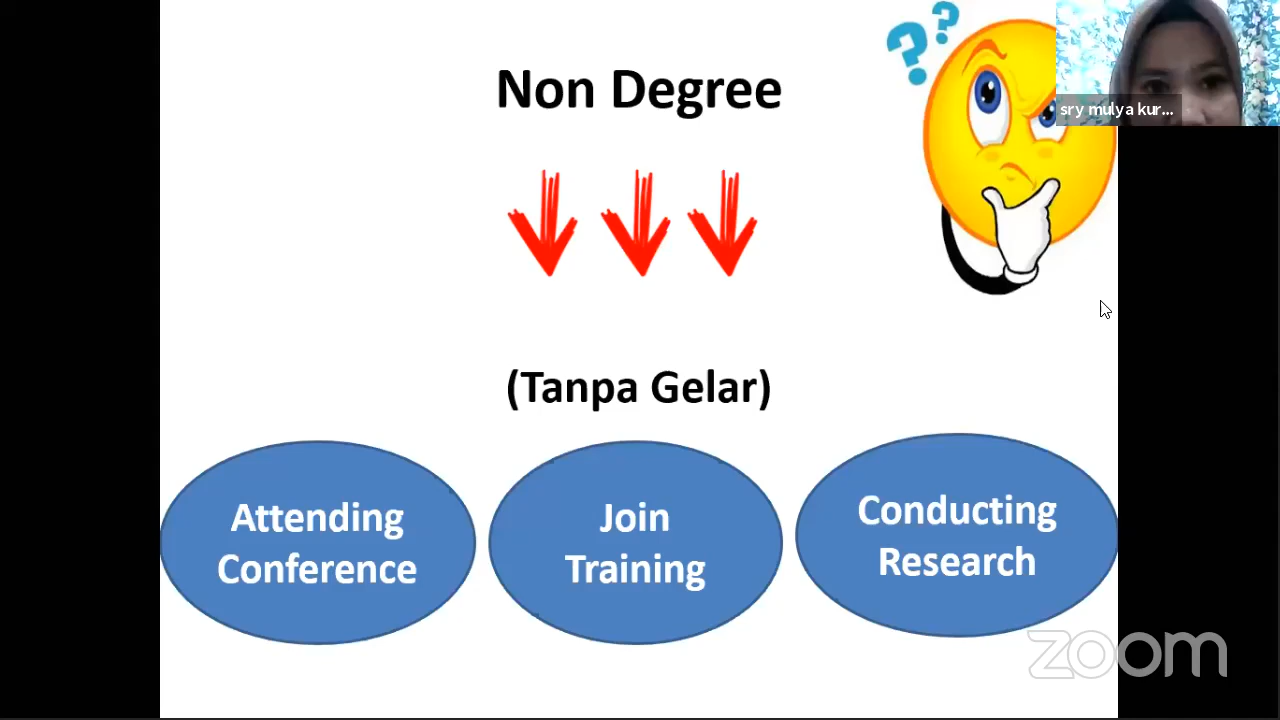 Non Degree
sry mulya kur...
? ?
(Tanpa Gelar)
Attending
Conference
Join
Training
Conducting
Research
zoom